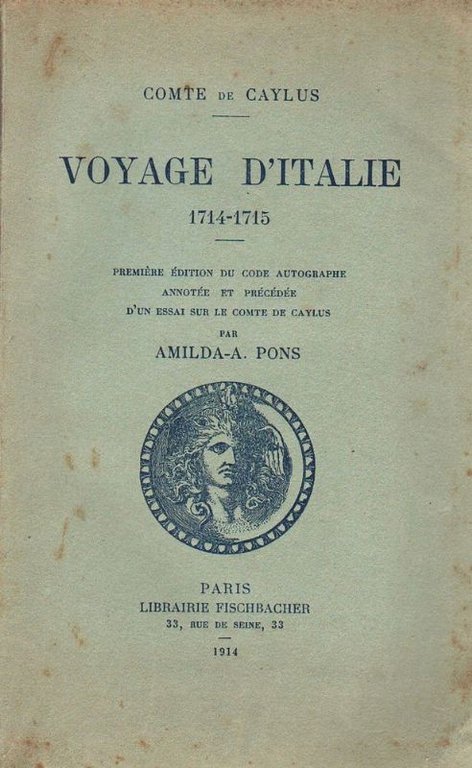 COMTE DE CAYLUS
VOYAGE D'ITALIE
1714-1715
PREMIÈRE ÉDITION DU CODE AUTOGRAPHE
ANNOTÉE ET PRÉCÉDÉE
D'UN ESSAI SUR LE COMTE DE CAYLUS
PAR
AMILDA-A. PONS
PARIS
LIBRAIRIE FISCHBACHER
33, RUE DE SEINE, 33
1914